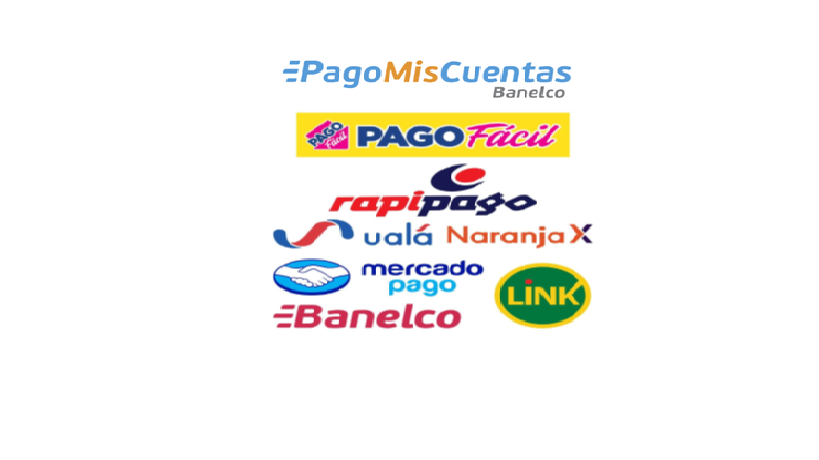 PagoMisCuentas
Banelco
PAGO Fácil PAGO Fácil
rapipago
ualá Naranja X
mercado
pago
LiNK
Banelco